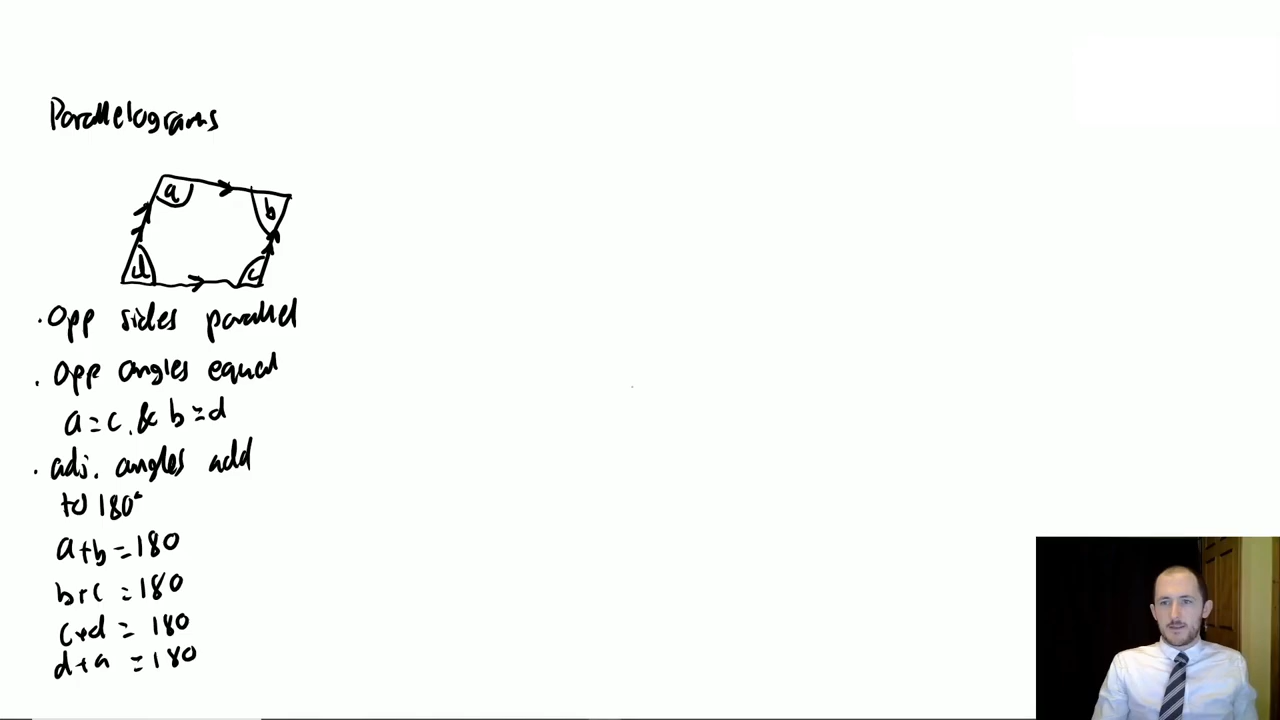 Parallelograms
a
b
d
c
. Opp sides parallel
. Opp angles equal
a = c. & b = d
. adj. angles add
to 180°
a+b = 180
b+c = 180
c+d = 180
d+a = 180